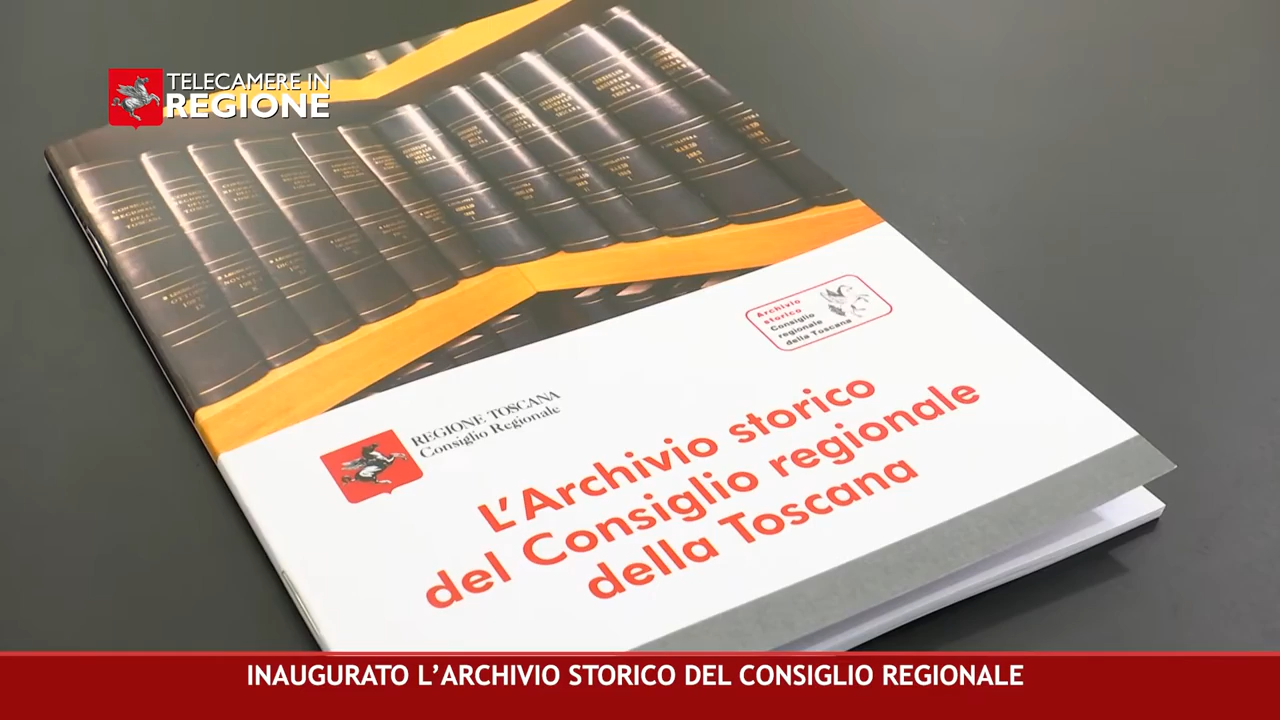 TELECAMERE IN
REGIONE
Archivio
storico
Consiglio
regionale
della Toscana
REGIONE TOSCANA
Consiglio Regionale
L'Archivio storico
del Consiglio regionale
della Toscana
INAUGURATO L'ARCHIVIO STORICO DEL CONSIGLIO REGIONALE